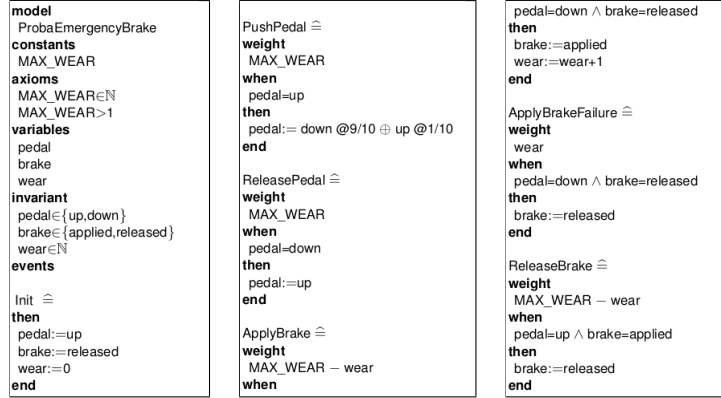 model
ProbaEmergencyBrake
constants
MAX_WEAR
axioms
MAX_WEAR∈ℕ
MAX_WEAR>1
variables
pedal
brake
wear
invariant
pedal∈{up,down}
brake∈{applied,released}
wear∈ℕ
events
Init ≙
then
pedal:=up
brake:=released
wear:=0
end
PushPedal ≙
weight
MAX_WEAR
when
pedal=up
then
pedal:= down @9/10 ⊕ up @1/10
end
ReleasePedal ≙
weight
MAX_WEAR
when
pedal=down
then
pedal:=up
end
ApplyBrake ≙
weight
MAX_WEAR − wear
when
pedal=down ∧ brake=released
then
brake:=applied
wear:=wear+1
end
ApplyBrakeFailure ≙
weight
wear
when
pedal=down ∧ brake=released
then
brake:=released
end
ReleaseBrake ≙
weight
MAX_WEAR − wear
when
pedal=up ∧ brake=applied
then
brake:=released
end